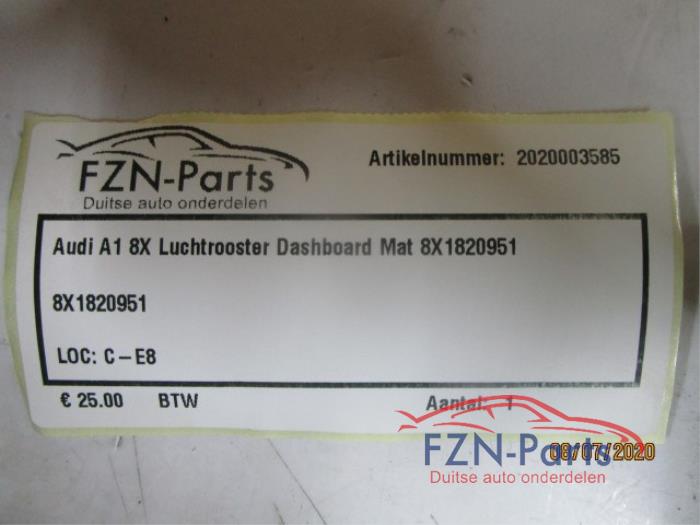 FZN-Parts
Duitse auto onderdelen
Artikelnummer: 2020003585
Audi A1 8X Luchtrooster Dashboard Mat 8X1820951
8X1820951
LOC: C-E8
€ 25.00 BTW Aantal: 1
08/07/2020
FZN-Parts
Duitse auto onderdelen